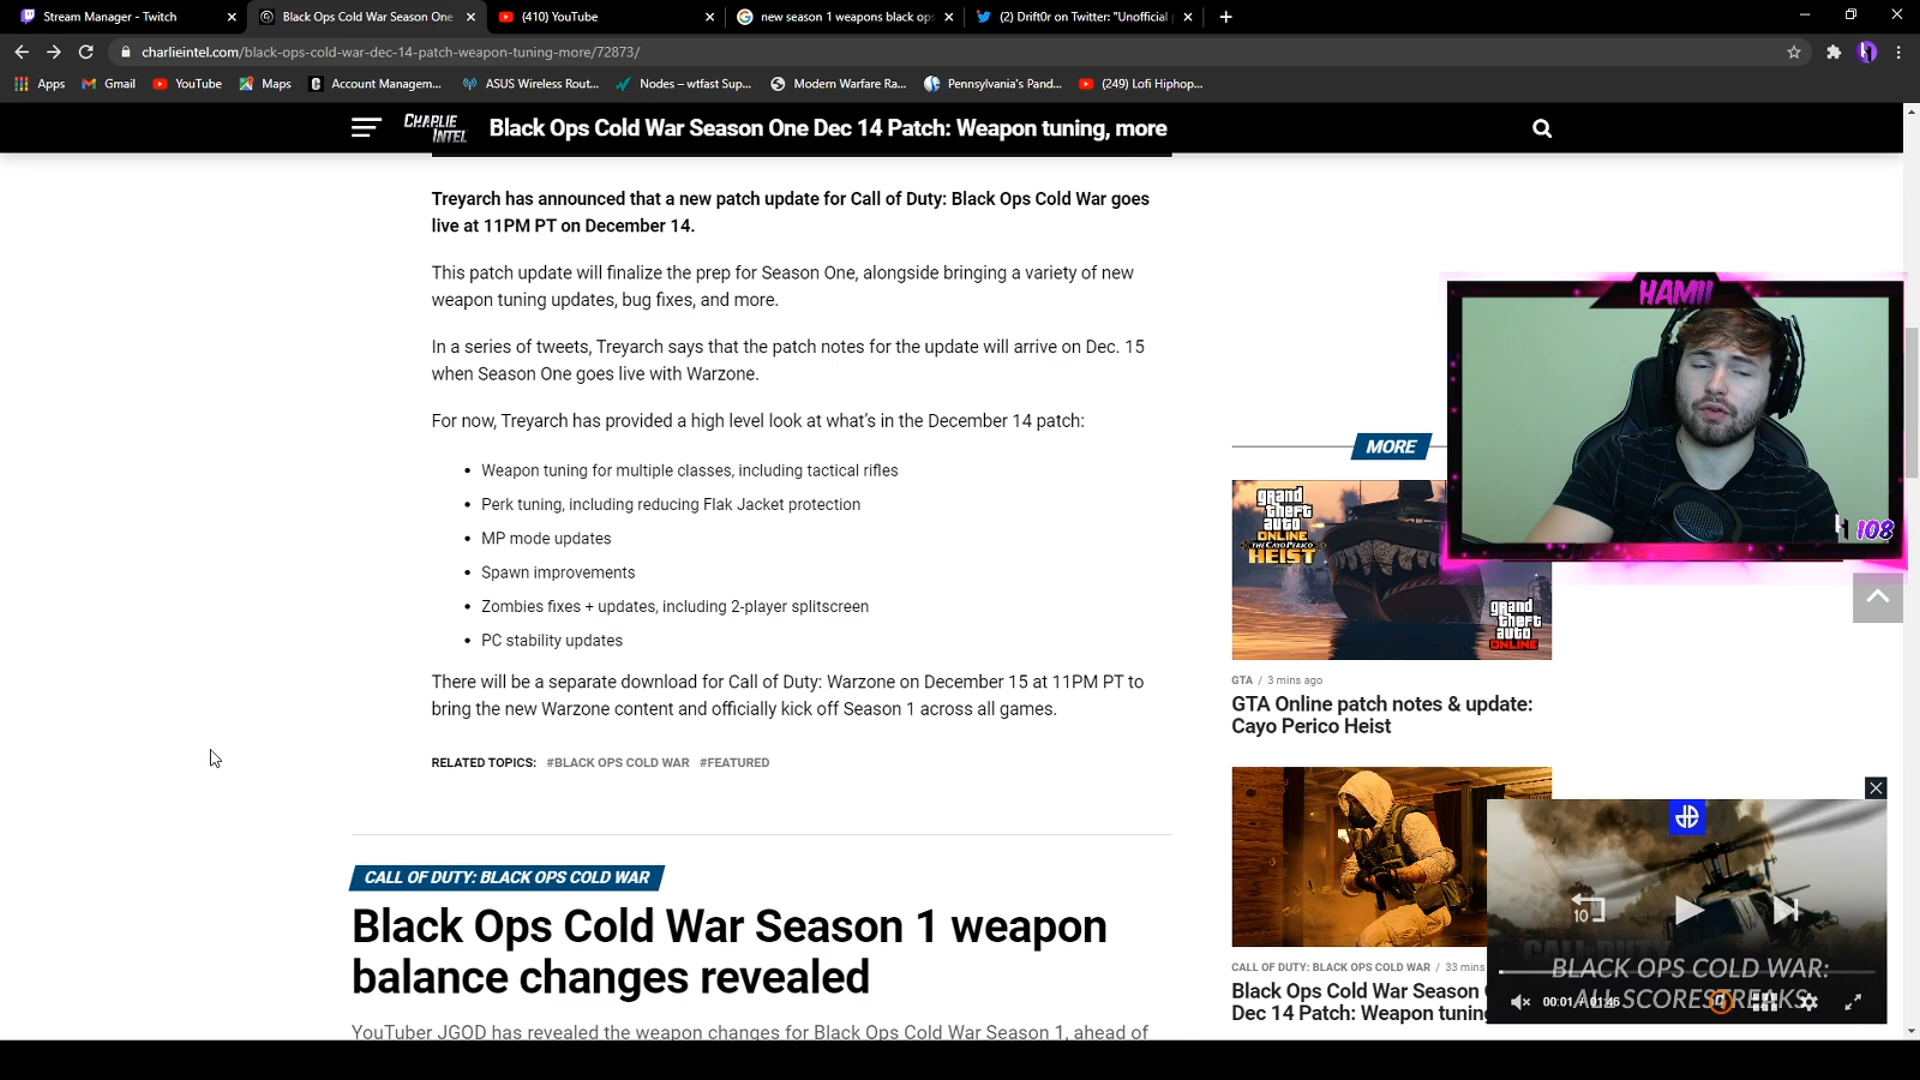 Stream Manager - Twitch
Black Ops Cold War Season One
(410) YouTube
new season 1 weapons black ops
(2) Drift0r on Twitter: "Unofficial
charlieintel.com/black-ops-cold-war-dec-14-patch-weapon-tuning-more/72873/
Apps
Gmail
YouTube
Maps
Account Managem...
ASUS Wireless Rout...
Nodes – wtfast Sup...
Modern Warfare Ra...
Pennsylvania's Pand...
(249) Lofi Hiphop...
CHARLIE INTEL
Black Ops Cold War Season One Dec 14 Patch: Weapon tuning, more
Treyarch has announced that a new patch update for Call of Duty: Black Ops Cold War goes
live at 11PM PT on December 14.
This patch update will finalize the prep for Season One, alongside bringing a variety of new
weapon tuning updates, bug fixes, and more.
In a series of tweets, Treyarch says that the patch notes for the update will arrive on Dec. 15
when Season One goes live with Warzone.
For now, Treyarch has provided a high level look at what's in the December 14 patch:
• Weapon tuning for multiple classes, including tactical rifles
• Perk tuning, including reducing Flak Jacket protection
• MP mode updates
• Spawn improvements
• Zombies fixes + updates, including 2-player splitscreen
• PC stability updates
There will be a separate download for Call of Duty: Warzone on December 15 at 11PM PT to
bring the new Warzone content and officially kick off Season 1 across all games.
RELATED TOPICS: #BLACK OPS COLD WAR #FEATURED
CALL OF DUTY: BLACK OPS COLD WAR
Black Ops Cold War Season 1 weapon
balance changes revealed
YouTuber JGOD has revealed the weapon changes for Black Ops Cold War Season 1, ahead of
HAMII
108
MORE
grand
theft
auto
ONLINE
THE CAYO PERICO
HEIST
grand
theft
auto
ONLINE
GTA / 3 mins ago
GTA Online patch notes & update:
Cayo Perico Heist
CALL OF DUTY: BLACK OPS COLD WAR / 33 mins
Black Ops Cold War Season
Dec 14 Patch: Weapon tuning
10
BLACK OPS COLD WAR:
ALL SCORESTREAKS
00:01 / 01:46